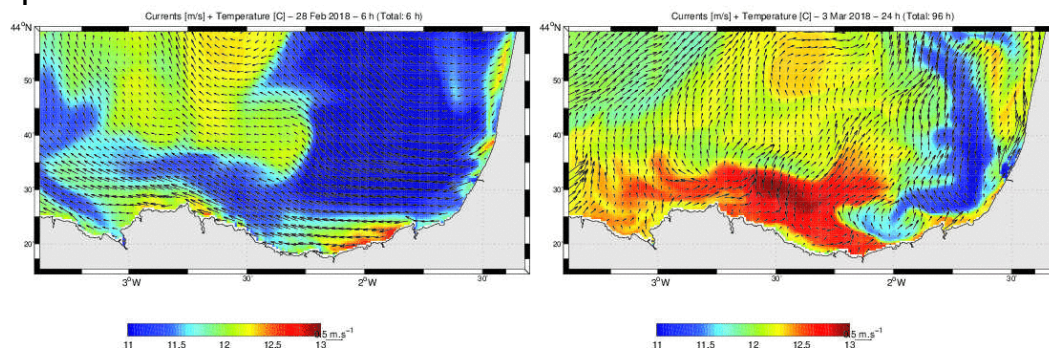 Currents [m/s] + Temperature [C] – 28 Feb 2018 – 6 h (Total: 6 h)
44°N
50
40
30
20
3°W
30'
2°W
30'
11
11.5
12
12.5
13
m.s⁻¹
Currents [m/s] + Temperature [C] – 3 Mar 2018 – 24 h (Total: 96 h)
44°N
50
40
30
20
3°W
30'
2°W
30'
11
11.5
12
12.5
13
m.s⁻¹